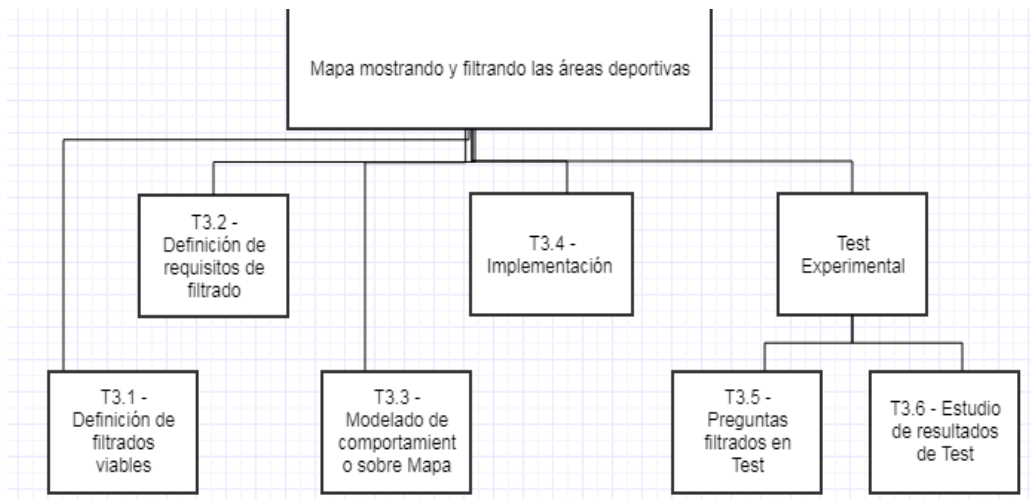 Mapa mostrando y filtrando las áreas deportivas
T3.2 -
Definición de
requisitos de
filtrado
T3.4 -
Implementación
Test
Experimental
T3.1 -
Definición de
filtrados
viables
T3.3 -
Modelado de
comportamient
o sobre Mapa
T3.5 -
Preguntas
filtrados en
Test
T3.6 - Estudio
de resultados
de Test